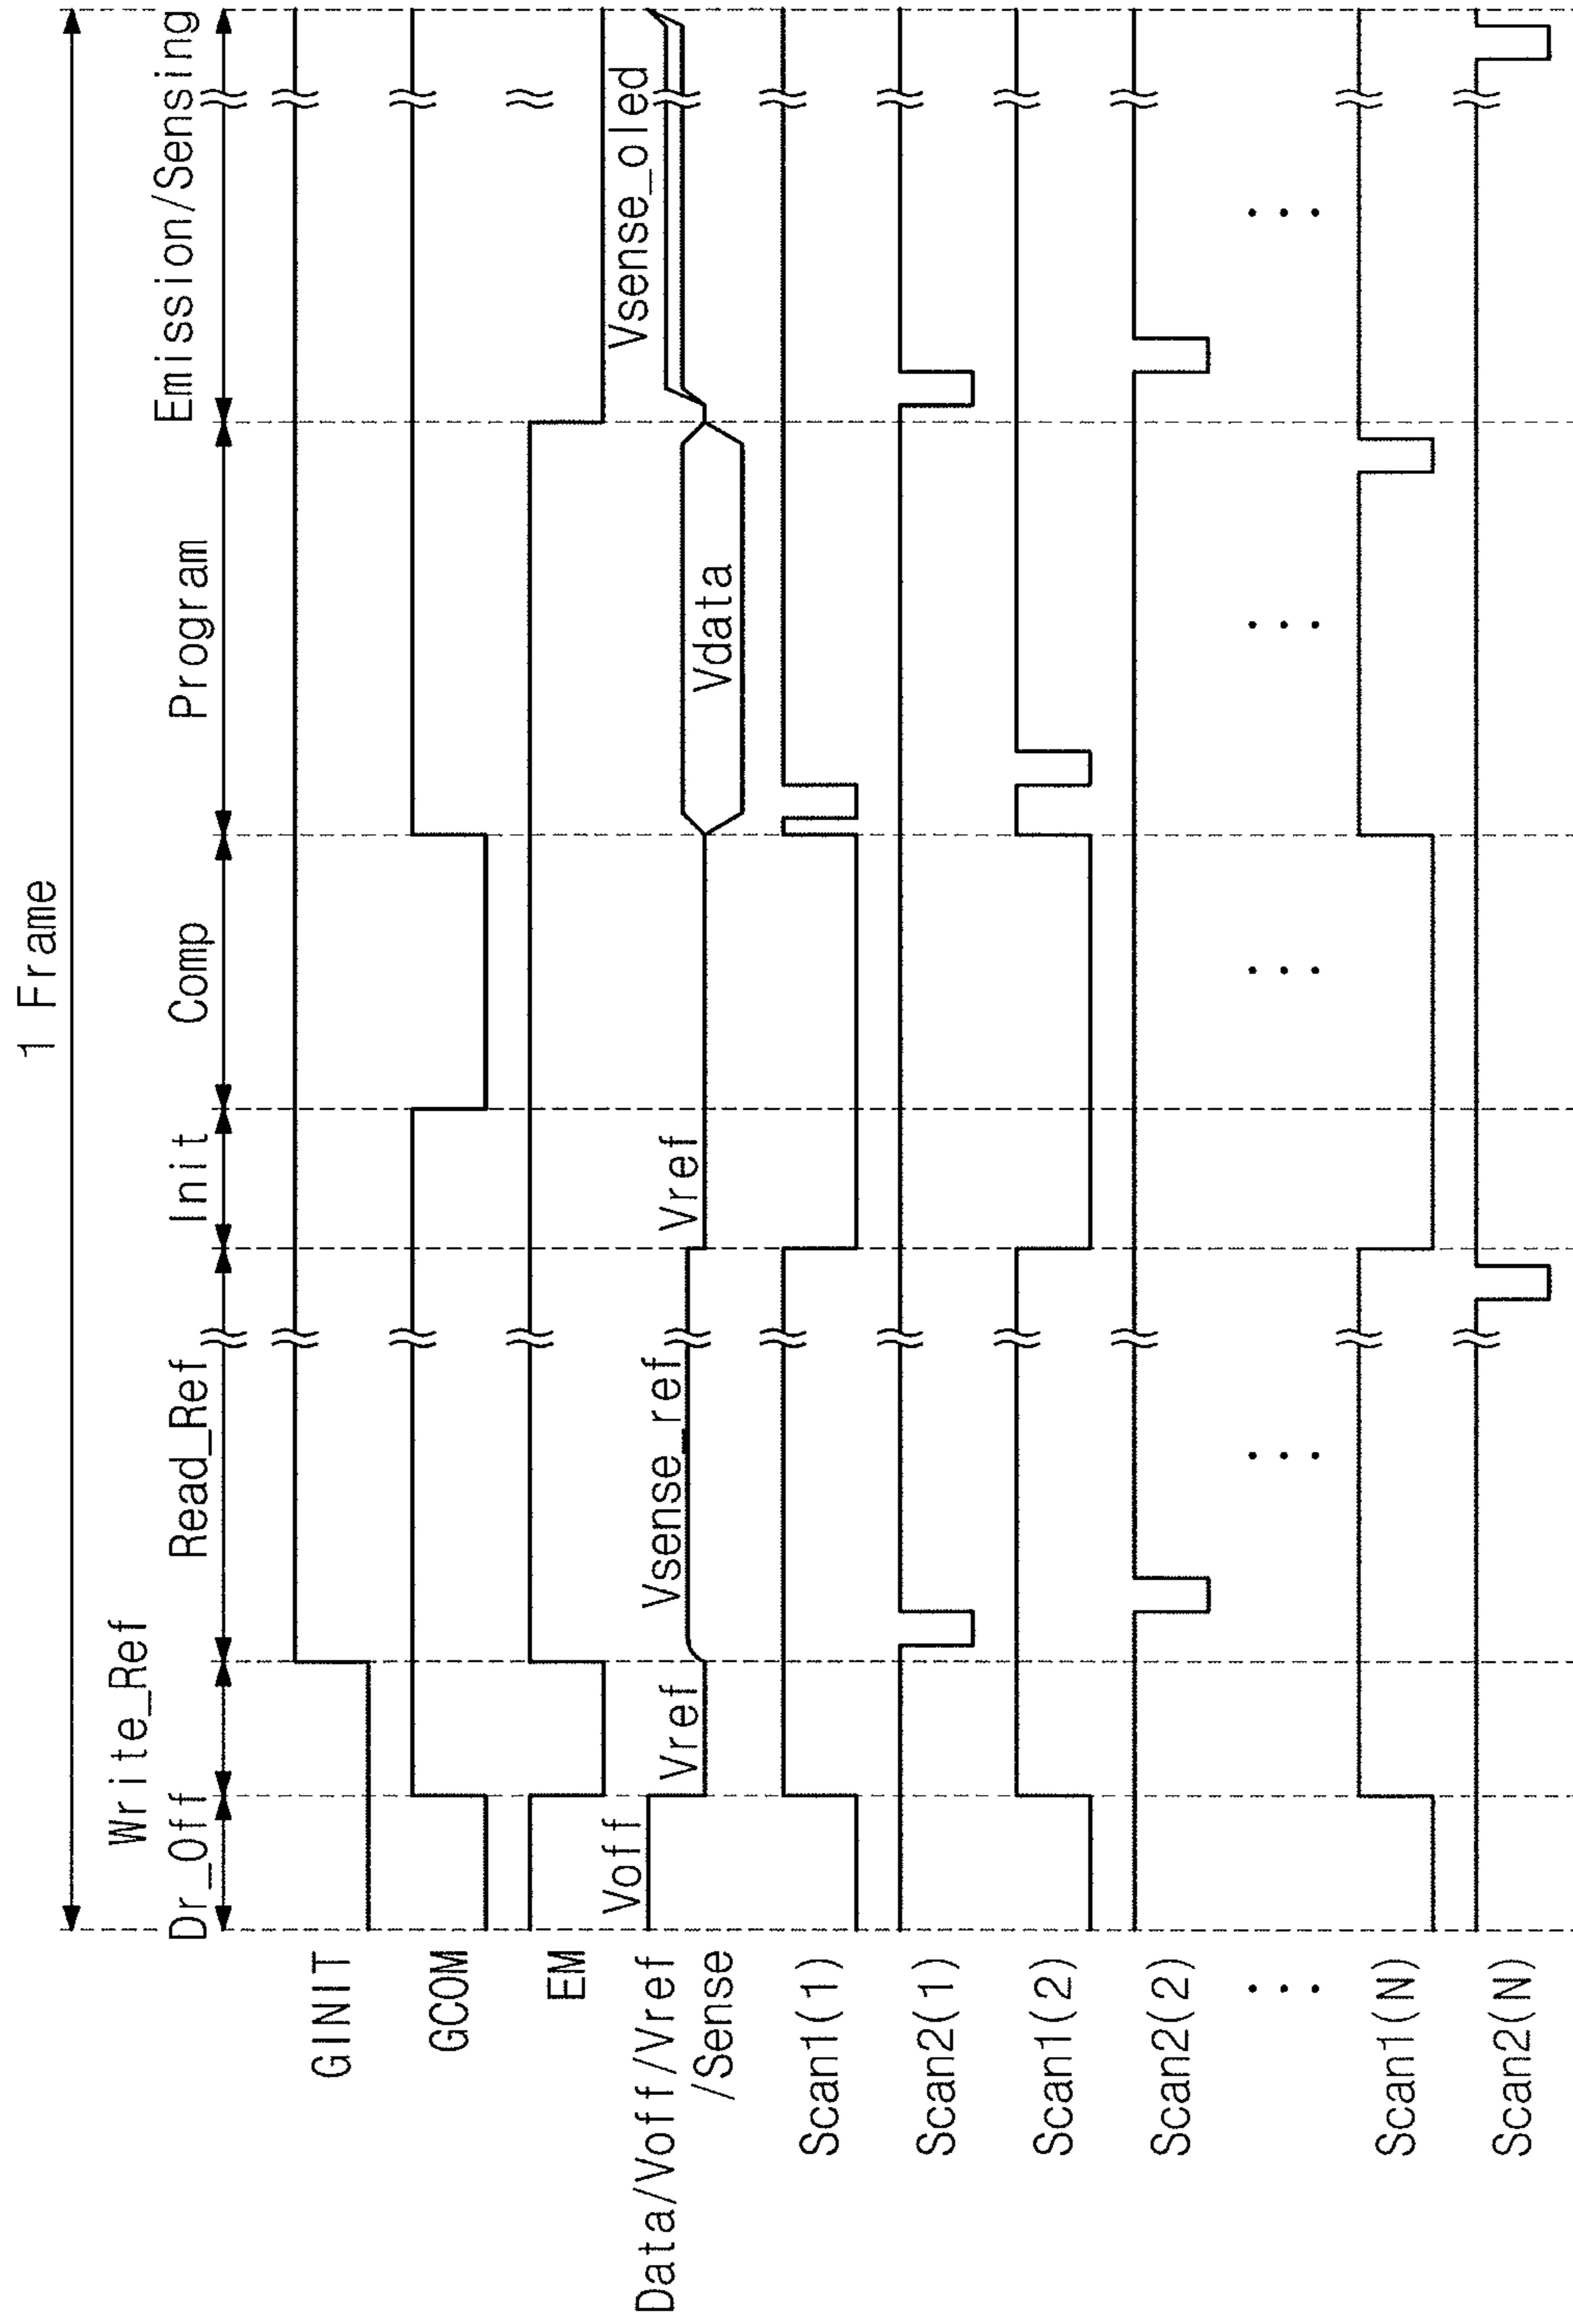 1 Frame
Dr_Off
Write_Ref
Read_Ref
Init
Comp
Program
Emission/Sensing
GINIT
GCOM
EM
Data/Voff/Vref
/Sense
Voff
Vref
Vsense_ref
Vref
Vdata
Vsense_oled
Scan1(1)
Scan2(1)
Scan1(2)
Scan2(2)
...
...
...
...
...
Scan1(N)
Scan2(N)